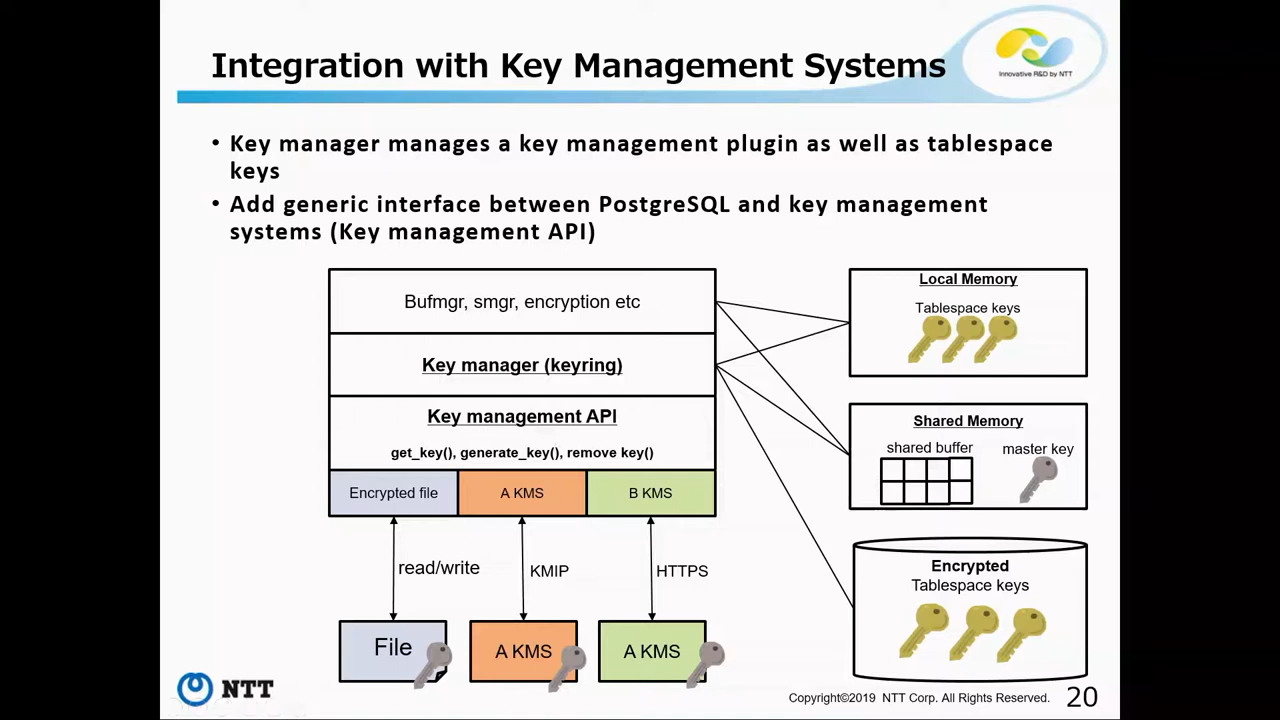 Integration with Key Management Systems
Innovative R&D by NTT
• Key manager manages a key management plugin as well as tablespace
keys
• Add generic interface between PostgreSQL and key management
systems (Key management API)
Bufmgr, smgr, encryption etc
Key manager (keyring)
Key management API
get_key(), generate_key(), remove key()
Encrypted file
A KMS
B KMS
read/write
KMIP
HTTPS
File
A KMS
A KMS
Local Memory
Tablespace keys
Shared Memory
shared buffer
master key
Encrypted
Tablespace keys
NTT
Copyright©2019 NTT Corp. All Rights Reserved.
20